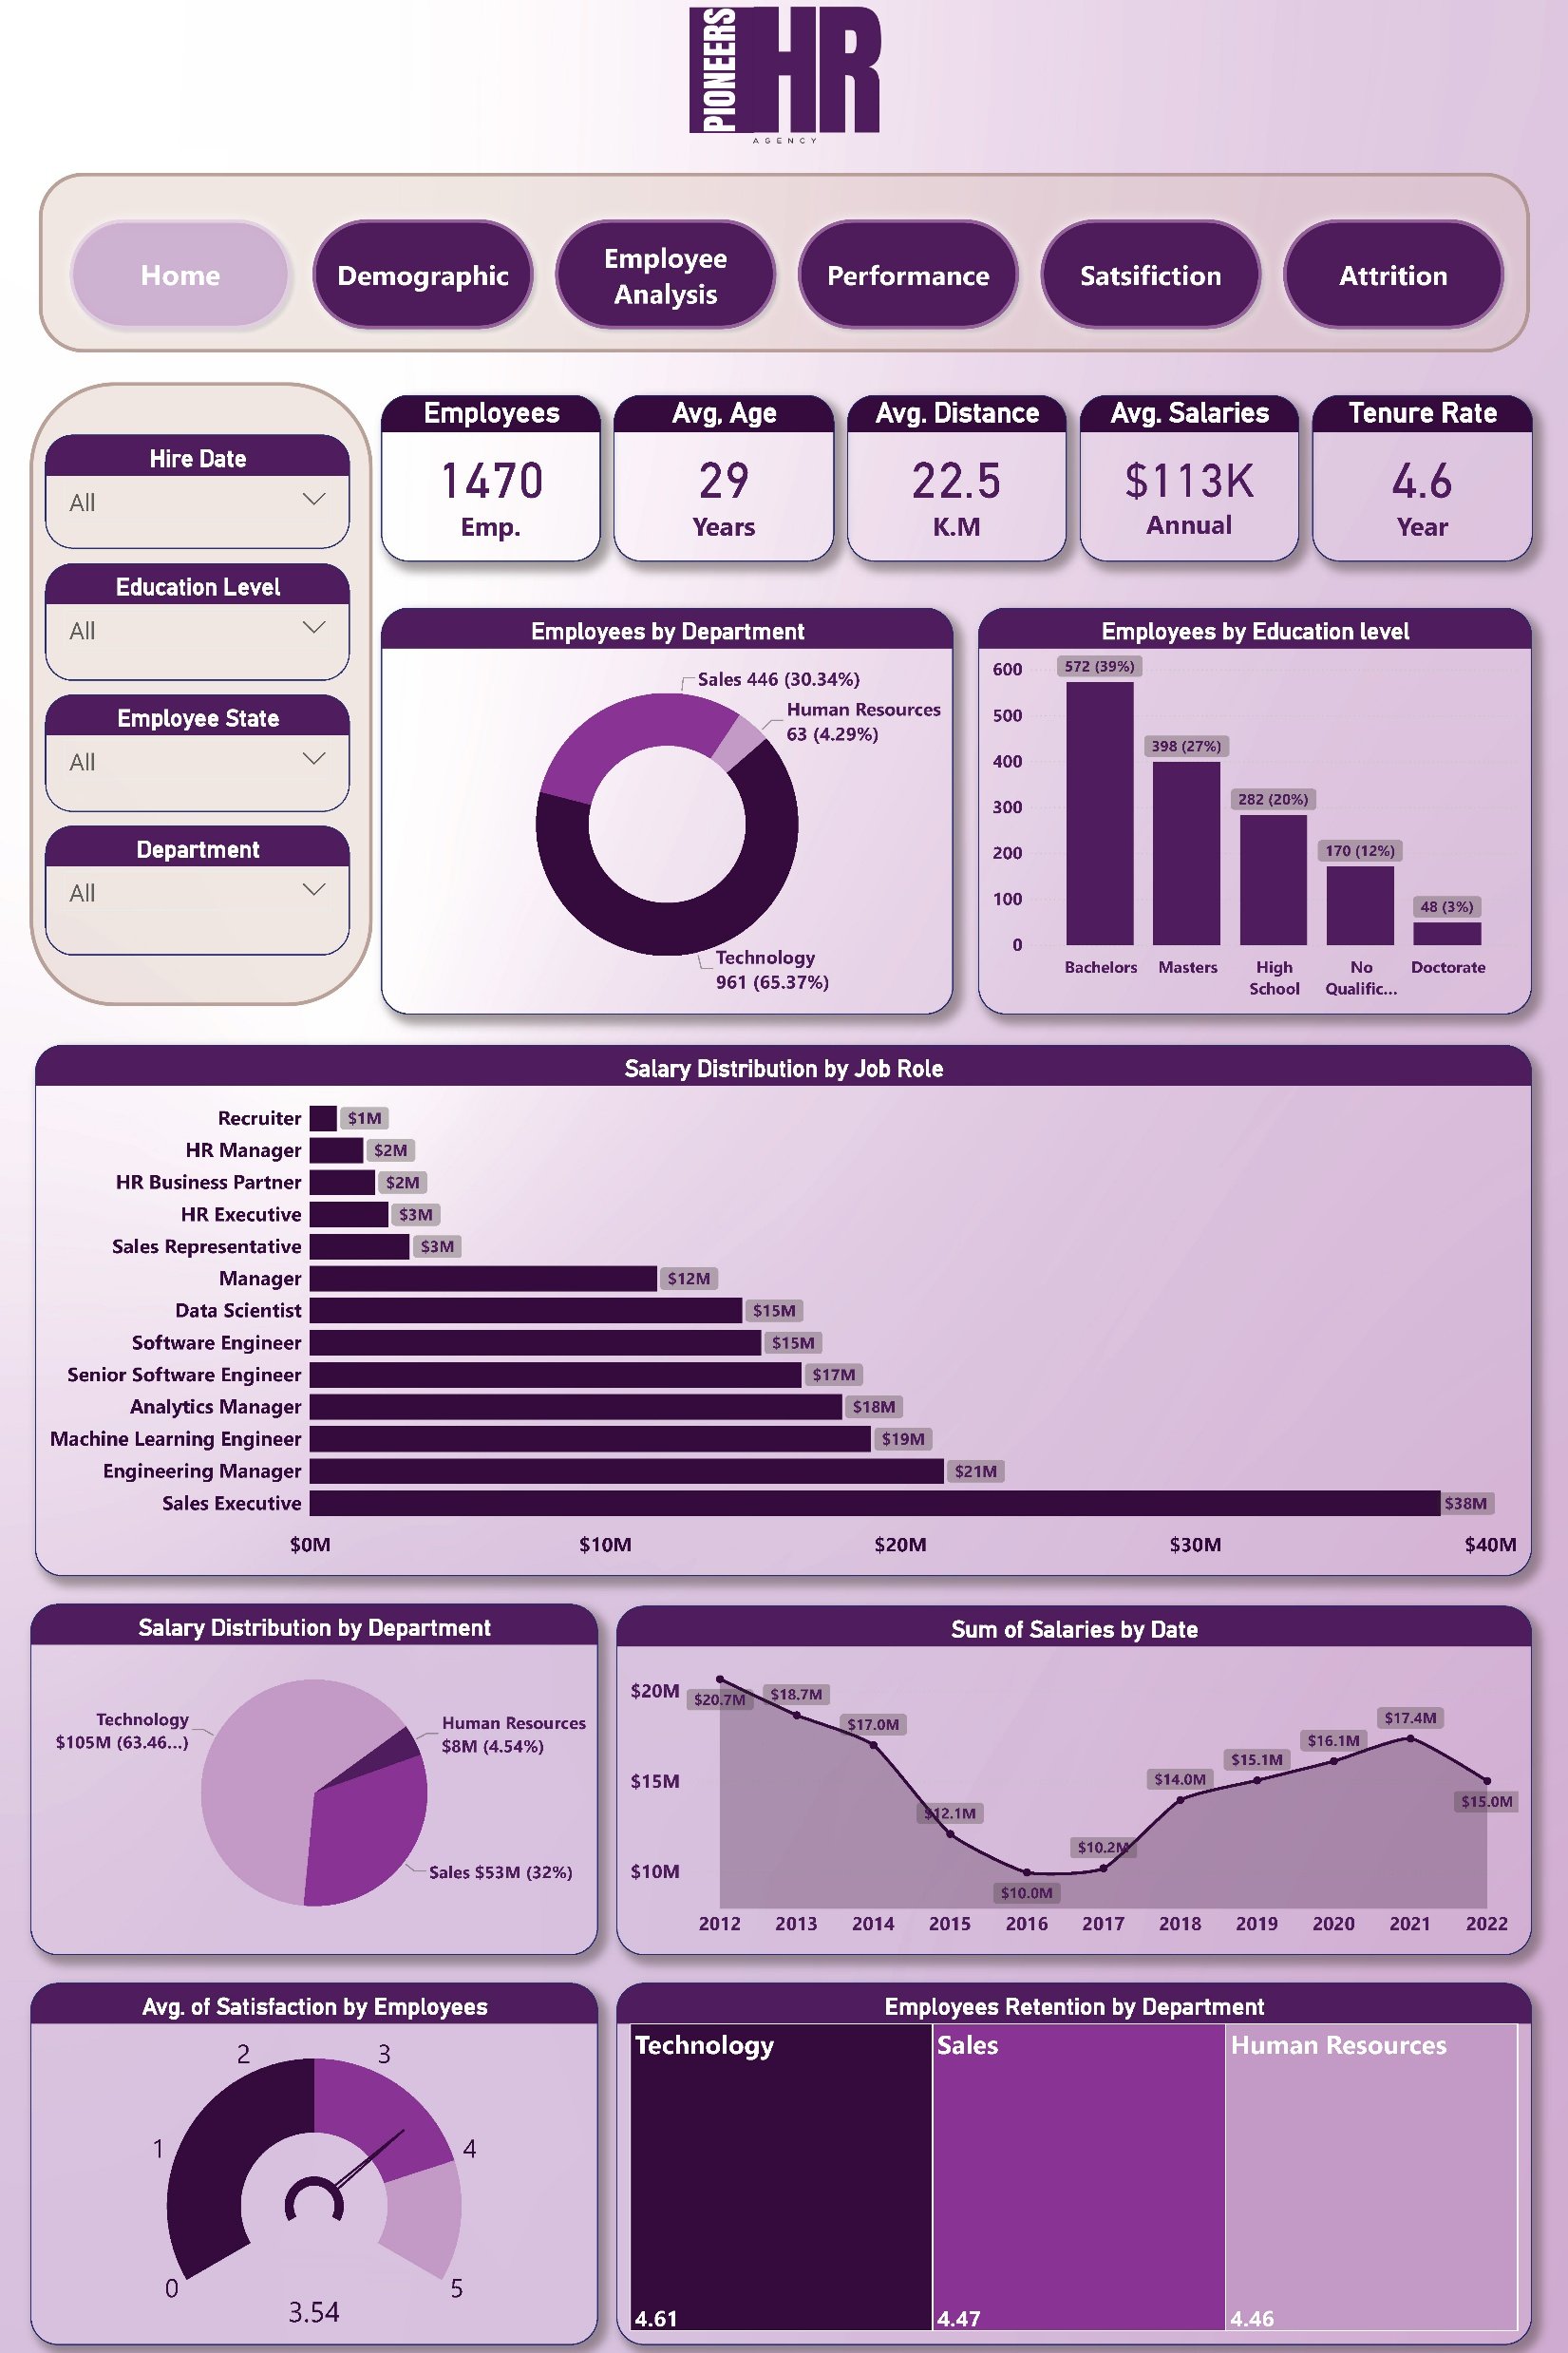 PIONEERS
HR
AGENCY
Home
Demographic
Employee
Analysis
Performance
Satsifiction
Attrition
Hire Date
All
Education Level
All
Employee State
All
Department
All
Employees
1470
Emp.
Avg. Age
29
Years
Avg. Distance
22.5
K.M
Avg. Salaries
$113K
Annual
Tenure Rate
4.6
Year
Employees by Department
Sales 446 (30.34%)
Human Resources
63 (4.29%)
Technology
961 (65.37%)
Employees by Education level
600
500
400
300
200
100
0
572 (39%)
398 (27%)
282 (20%)
170 (12%)
48 (3%)
Bachelors
Masters
High
School
No
Qualific...
Doctorate
Salary Distribution by Job Role
Recruiter $1M
HR Manager $2M
HR Business Partner $2M
HR Executive $3M
Sales Representative $3M
Manager $12M
Data Scientist $15M
Software Engineer $15M
Senior Software Engineer $17M
Analytics Manager $18M
Machine Learning Engineer $19M
Engineering Manager $21M
Sales Executive $38M
$0M $10M $20M $30M $40M
Salary Distribution by Department
Technology
$105M (63.46...)
Human Resources
$8M (4.54%)
Sales $53M (32%)
Sum of Salaries by Date
$20M
$15M
$10M
$20.7M
$18.7M
$17.0M
$12.1M
$10.0M
$10.2M
$14.0M
$15.1M
$16.1M
$17.4M
$15.0M
2012 2013 2014 2015 2016 2017 2018 2019 2020 2021 2022
Avg. of Satisfaction by Employees
0
1
2
3
4
5
3.54
Employees Retention by Department
Technology
4.61
Sales
4.47
Human Resources
4.46